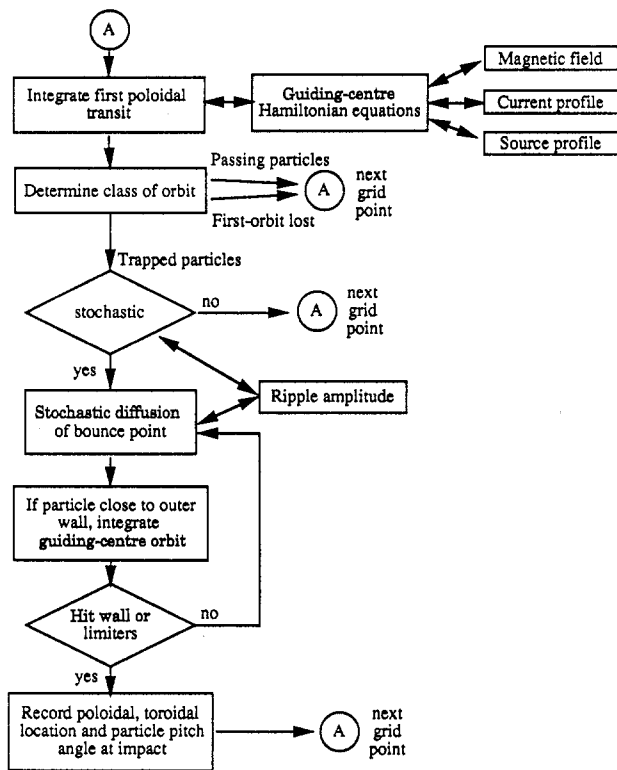 A
Integrate first poloidal
transit
Guiding-centre
Hamiltonian equations
Magnetic field
Current profile
Source profile
Determine class of orbit
Passing particles
First-orbit lost
A
next
grid
point
Trapped particles
stochastic
no
A
next
grid
point
yes
Ripple amplitude
Stochastic diffusion
of bounce point
If particle close to outer
wall, integrate
guiding-centre orbit
Hit wall or
limiters
no
yes
Record poloidal, toroidal
location and particle pitch
angle at impact
A
next
grid
point